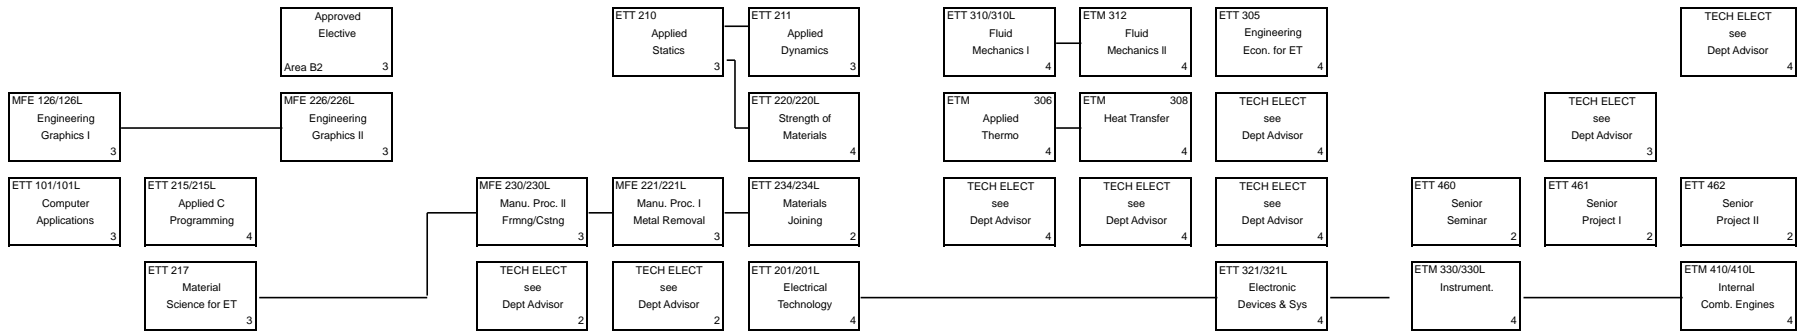 Approved
Elective
Area B2 3
ETT 210
Applied
Statics
3
ETT 211
Applied
Dynamics
3
ETT 310/310L
Fluid
Mechanics I
4
ETM 312
Fluid
Mechanics II
4
ETT 305
Engineering
Econ. for ET
4
TECH ELECT
see
Dept Advisor
4
MFE 126/126L
Engineering
Graphics I
3
MFE 226/226L
Engineering
Graphics II
3
ETT 220/220L
Strength of
Materials
4
ETM 306
Applied
Thermo
4
ETM 308
Heat Transfer
4
TECH ELECT
see
Dept Advisor
4
TECH ELECT
see
Dept Advisor
3
ETT 101/101L
Computer
Applications
3
ETT 215/215L
Applied C
Programming
4
MFE 230/230L
Manu. Proc. II
Frmng/Cstng
3
MFE 221/221L
Manu. Proc. I
Metal Removal
3
ETT 234/234L
Materials
Joining
2
TECH ELECT
see
Dept Advisor
4
TECH ELECT
see
Dept Advisor
4
TECH ELECT
see
Dept Advisor
4
ETT 460
Senior
Seminar
2
ETT 461
Senior
Project I
2
ETT 462
Senior
Project II
2
ETT 217
Material
Science for ET
3
TECH ELECT
see
Dept Advisor
2
TECH ELECT
see
Dept Advisor
2
ETT 201/201L
Electrical
Technology
4
ETT 321/321L
Electronic
Devices & Sys
4
ETM 330/330L
Instrument.
4
ETM 410/410L
Internal
Comb. Engines
4